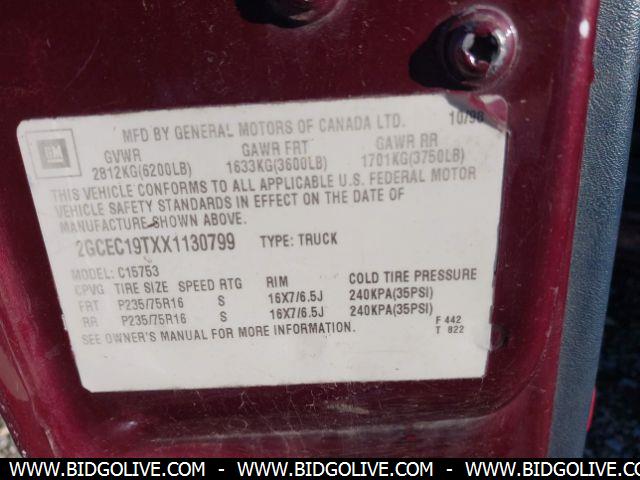 GM
MFD BY GENERAL MOTORS OF CANADA LTD. 10/98
GVWR GAWR FRT GAWR RR
2812KG(6200LB) 1633KG(3600LB) 1701KG(3750LB)
THIS VEHICLE CONFORMS TO ALL APPLICABLE U.S. FEDERAL MOTOR
VEHICLE SAFETY STANDARDS IN EFFECT ON THE DATE OF
MANUFACTURE SHOWN ABOVE.
2GCEC19TXX1130799 TYPE: TRUCK
MODEL: C15753
CPVG TIRE SIZE SPEED RTG RIM COLD TIRE PRESSURE
FRT P235/75R16 S 16X7/6.5J 240KPA(35PSI)
RR P235/75R16 S 16X7/6.5J 240KPA(35PSI)
SEE OWNER'S MANUAL FOR MORE INFORMATION.
F 442
T 822
WWW.BIDGOLIVE.COM - WWW.BIDGOLIVE.COM - WWW.BIDGOLIVE.COM